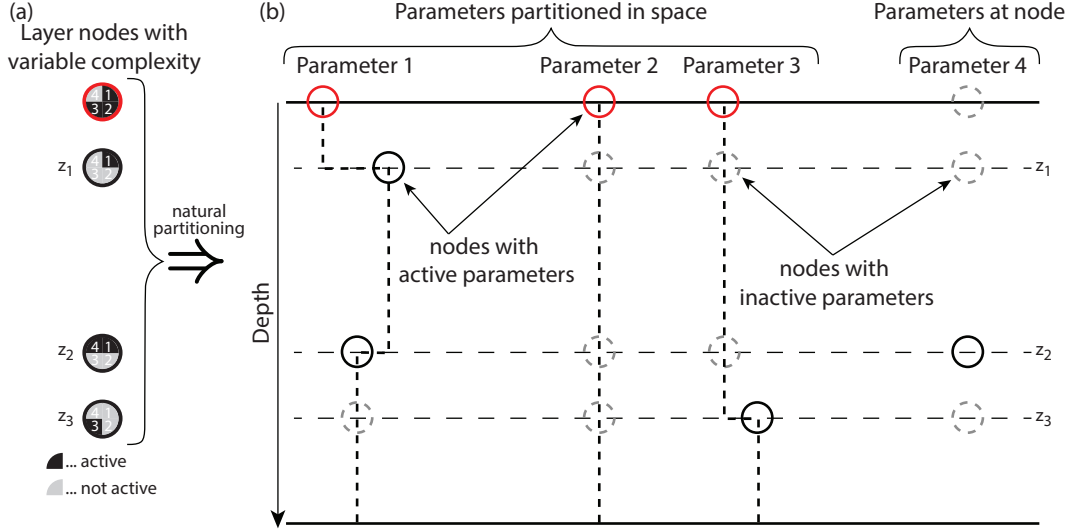 (a)
Layer nodes with
variable complexity
4 1
3 2
z1
4 1
3 2
natural
partitioning
z2
4 1
3 2
z3
4 1
3 2
... active
... not active
(b)
Parameters partitioned in space
Parameters at node
Parameter 1
Parameter 2
Parameter 3
Parameter 4
z1
nodes with
active parameters
nodes with
inactive parameters
Depth
z2
z3